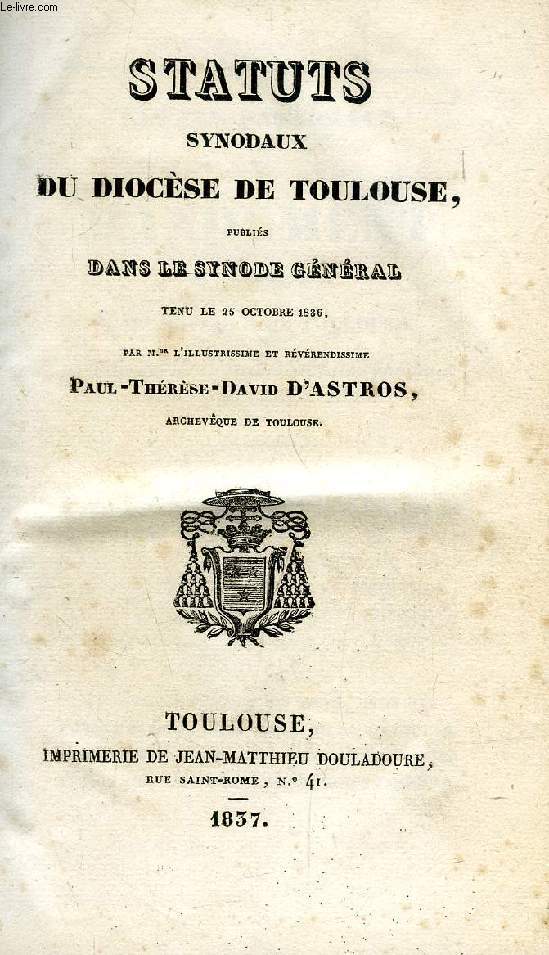 Le-livre.com
STATUTS
SYNODAUX
DU DIOCÈSE DE TOULOUSE,
PUBLIÉS
DANS LE SYNODE GÉNÉRAL
TENU LE 25 OCTOBRE 1836,
PAR M.GR L'ILLUSTRISSIME ET RÉVÉRENDISSIME
PAUL-THÉRÈSE-DAVID D'ASTROS,
ARCHEVÊQUE DE TOULOUSE.
TOULOUSE,
IMPRIMERIE DE JEAN-MATTHIEU DOULADOURE,
RUE SAINT-ROME, N.º 41.
1837.